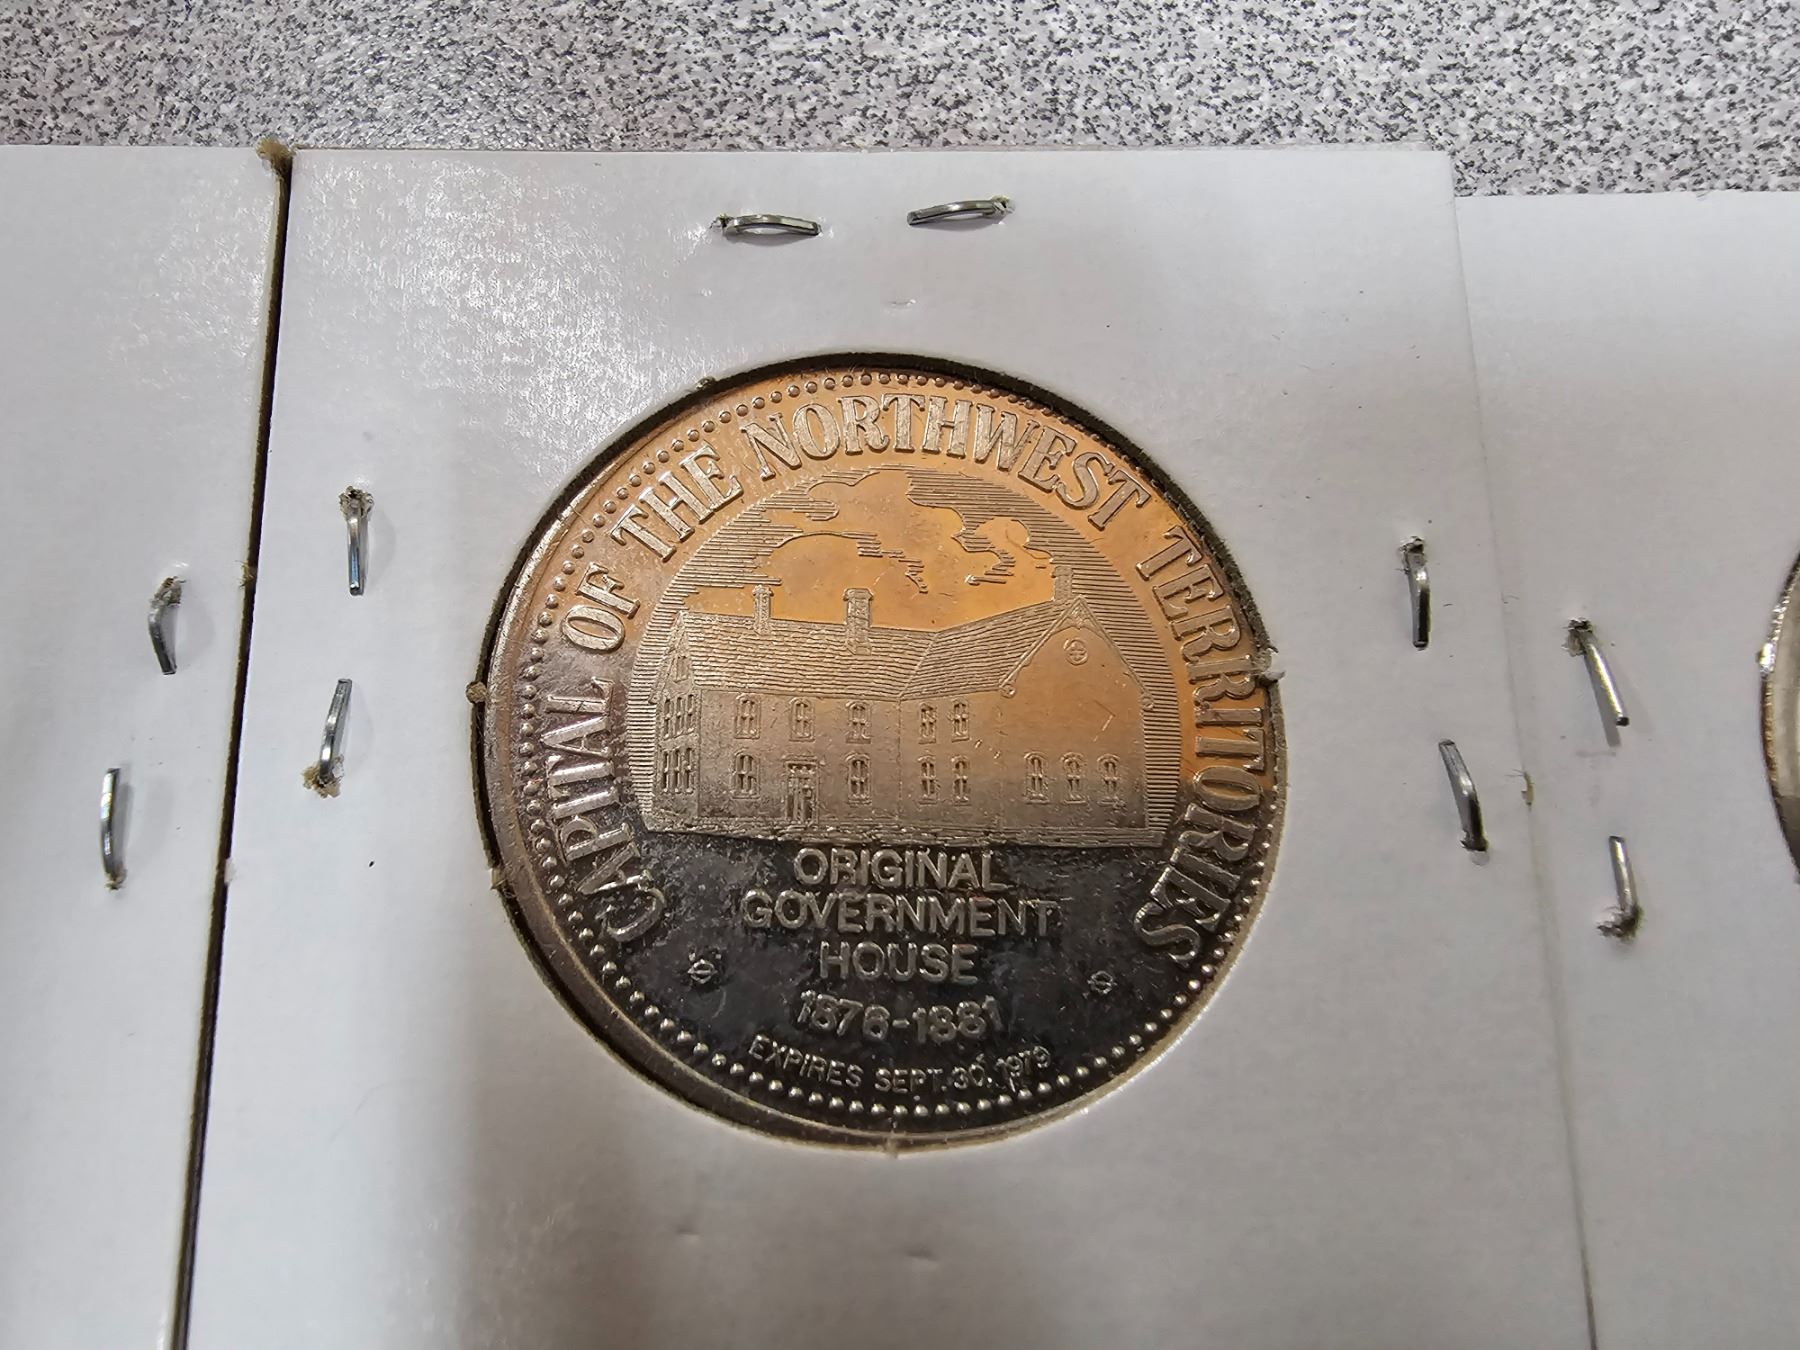 CAPITAL OF THE NORTHWEST TERRITORIES
ORIGINAL
GOVERNMENT
HOUSE
1876-1881
EXPIRES SEPT. 30, 1979